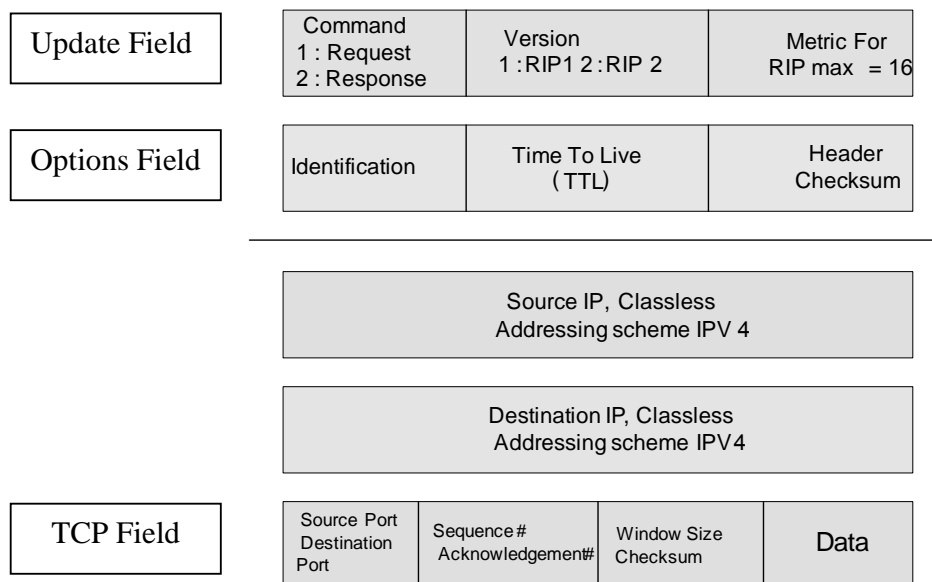 Update Field
Command
1 : Request
2 : Response
Version
1 :RIP1 2 :RIP 2
Metric For
RIP max = 16
Options Field
Identification
Time To Live
( TTL)
Header
Checksum
Source IP, Classless
Addressing scheme IPV 4
Destination IP, Classless
Addressing scheme IPV4
TCP Field
Source Port
Destination
Port
Sequence #
Acknowledgement#
Window Size
Checksum
Data